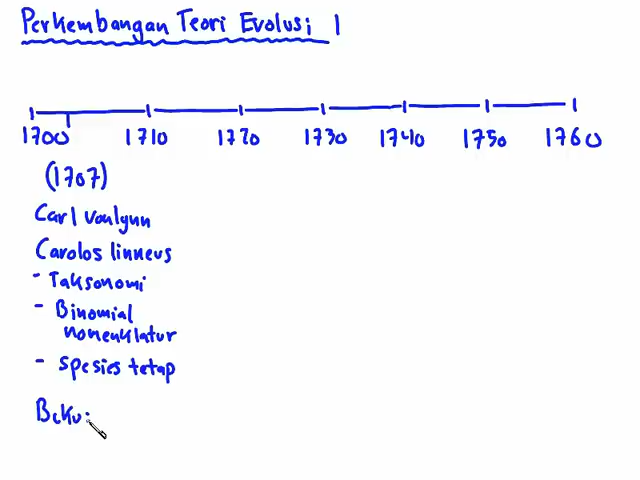 Perkembangan Teori Evolusi 1
1700 1710 1720 1730 1740 1750 1760
(1707)
Carl vonlynn
Carolos linneus
- Taksonomi
- Binomial
nomenklatur
- spesies tetap